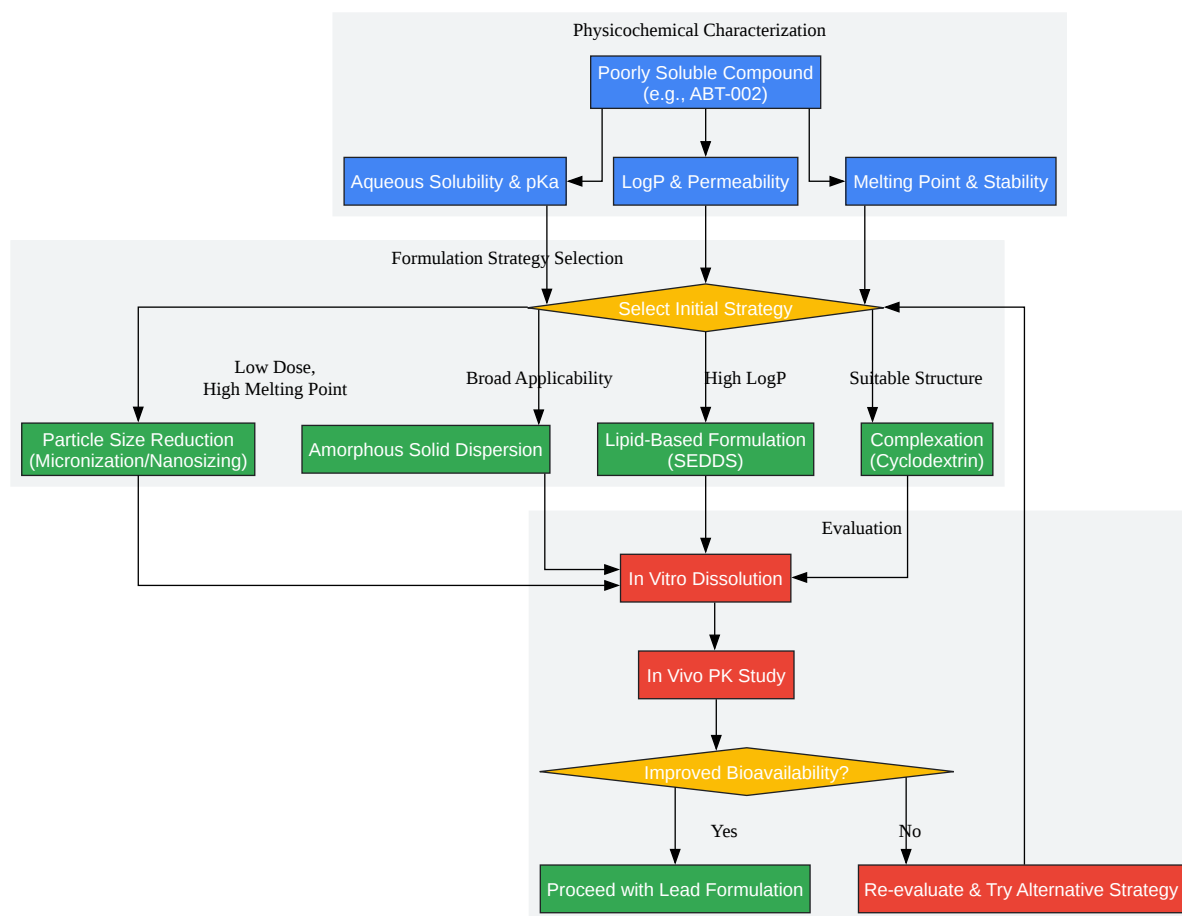 Physicochemical Characterization
Poorly Soluble Compound
(e.g., ABT-002)
Aqueous Solubility & pKa
LogP & Permeability
Melting Point & Stability
Formulation Strategy Selection
Select Initial Strategy
Low Dose,
High Melting Point
Broad Applicability
High LogP
Suitable Structure
Particle Size Reduction
(Micronization/Nanosizing)
Amorphous Solid Dispersion
Lipid-Based Formulation
(SEDDS)
Complexation
(Cyclodextrin)
Evaluation
In Vitro Dissolution
In Vivo PK Study
Improved Bioavailability?
Yes
No
Proceed with Lead Formulation
Re-evaluate & Try Alternative Strategy